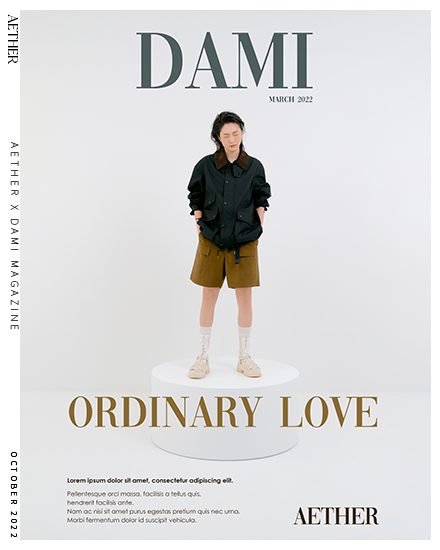 AETHER
AETHER X DAMI MAGAZINE
OCTOBER 2022
DAMI
MARCH 2022
ORDINARY LOVE
Lorem ipsum dolor sit amet, consectetur adipiscing elit.
Pellentesque orci massa, facilisis a tellus quis,
hendrerit facilisis ante.
Nam ac nisi sit amet purus egestas pretium quis nec urna.
Morbi fermentum dolor id suscipit vehicula.
AETHER